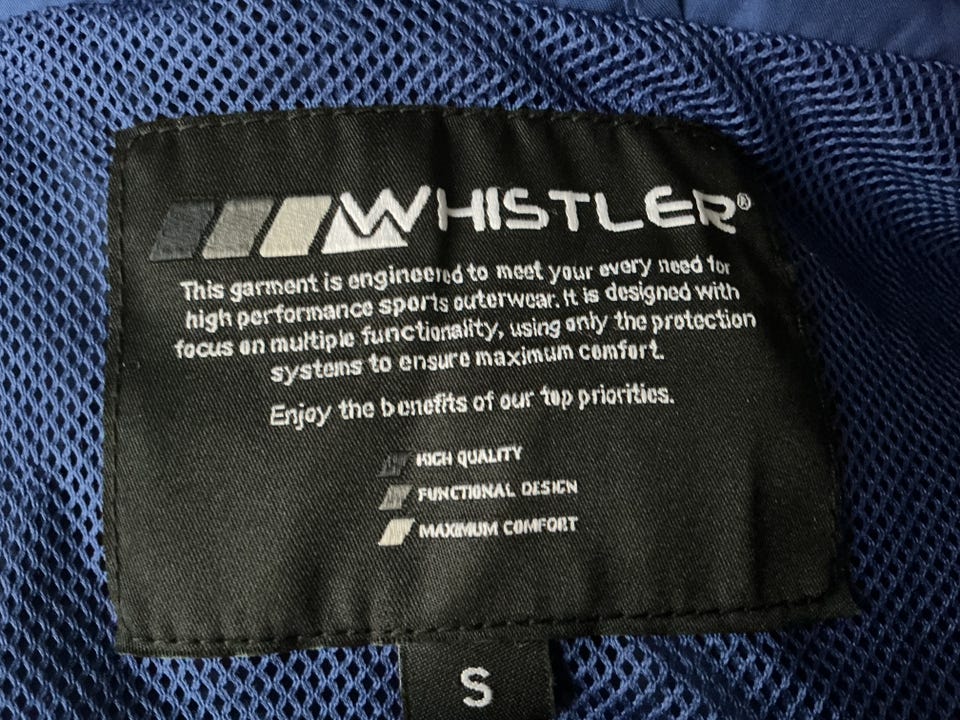 WHISTLER®
This garment is engineered to meet your every need for
high performance sports outerwear. It is designed with
focus on multiple functionality, using only the protection
systems to ensure maximum comfort.
Enjoy the benefits of our top priorities.
HIGH QUALITY
FUNCTIONAL DESIGN
MAXIMUM COMFORT
S